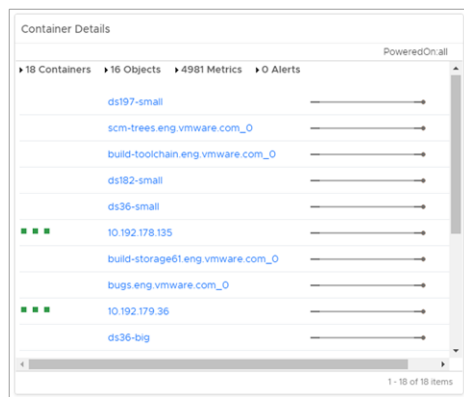 Container Details
PoweredOn:all
18 Containers 16 Objects 4981 Metrics 0 Alerts
ds197-small
scm-trees.eng.vmware.com_0
build-toolchain.eng.vmware.com_0
ds182-small
ds36-small
10.192.178.135
build-storage61.eng.vmware.com_0
bugs.eng.vmware.com_0
10.192.179.36
ds36-big
1 - 18 of 18 items